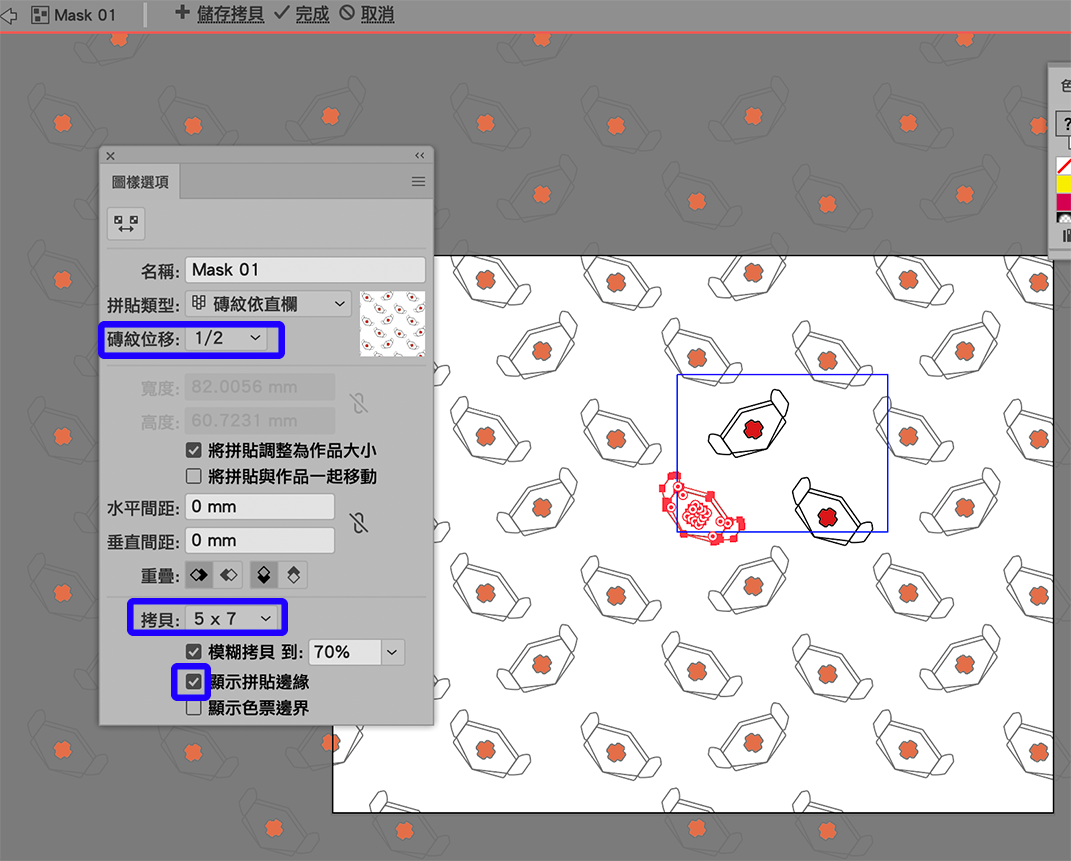 Mask 01
儲存拷貝
完成
取消
色
?
圖樣選項
名稱: Mask 01
拼貼類型: 磚紋依直欄
磚紋位移: 1/2
寬度: 82.0056 mm
高度: 60.7231 mm
將拼貼調整為作品大小
將拼貼與作品一起移動
水平間距: 0 mm
垂直間距: 0 mm
重疊:
拷貝: 5 x 7
模糊拷貝 到: 70%
顯示拼貼邊緣
顯示色票邊界